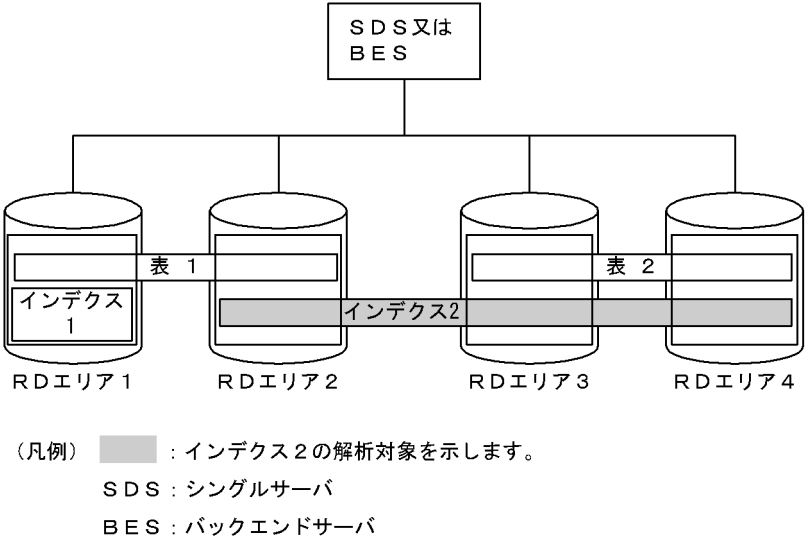 ＳＤＳ又は
ＢＥＳ
表　１
表　２
インデクス
１
インデクス2
ＲＤエリア１
ＲＤエリア２
ＲＤエリア３
ＲＤエリア４
（凡例）　　：インデクス２の解析対象を示します。
ＳＤＳ：シングルサーバ
ＢＥＳ：バックエンドサーバ